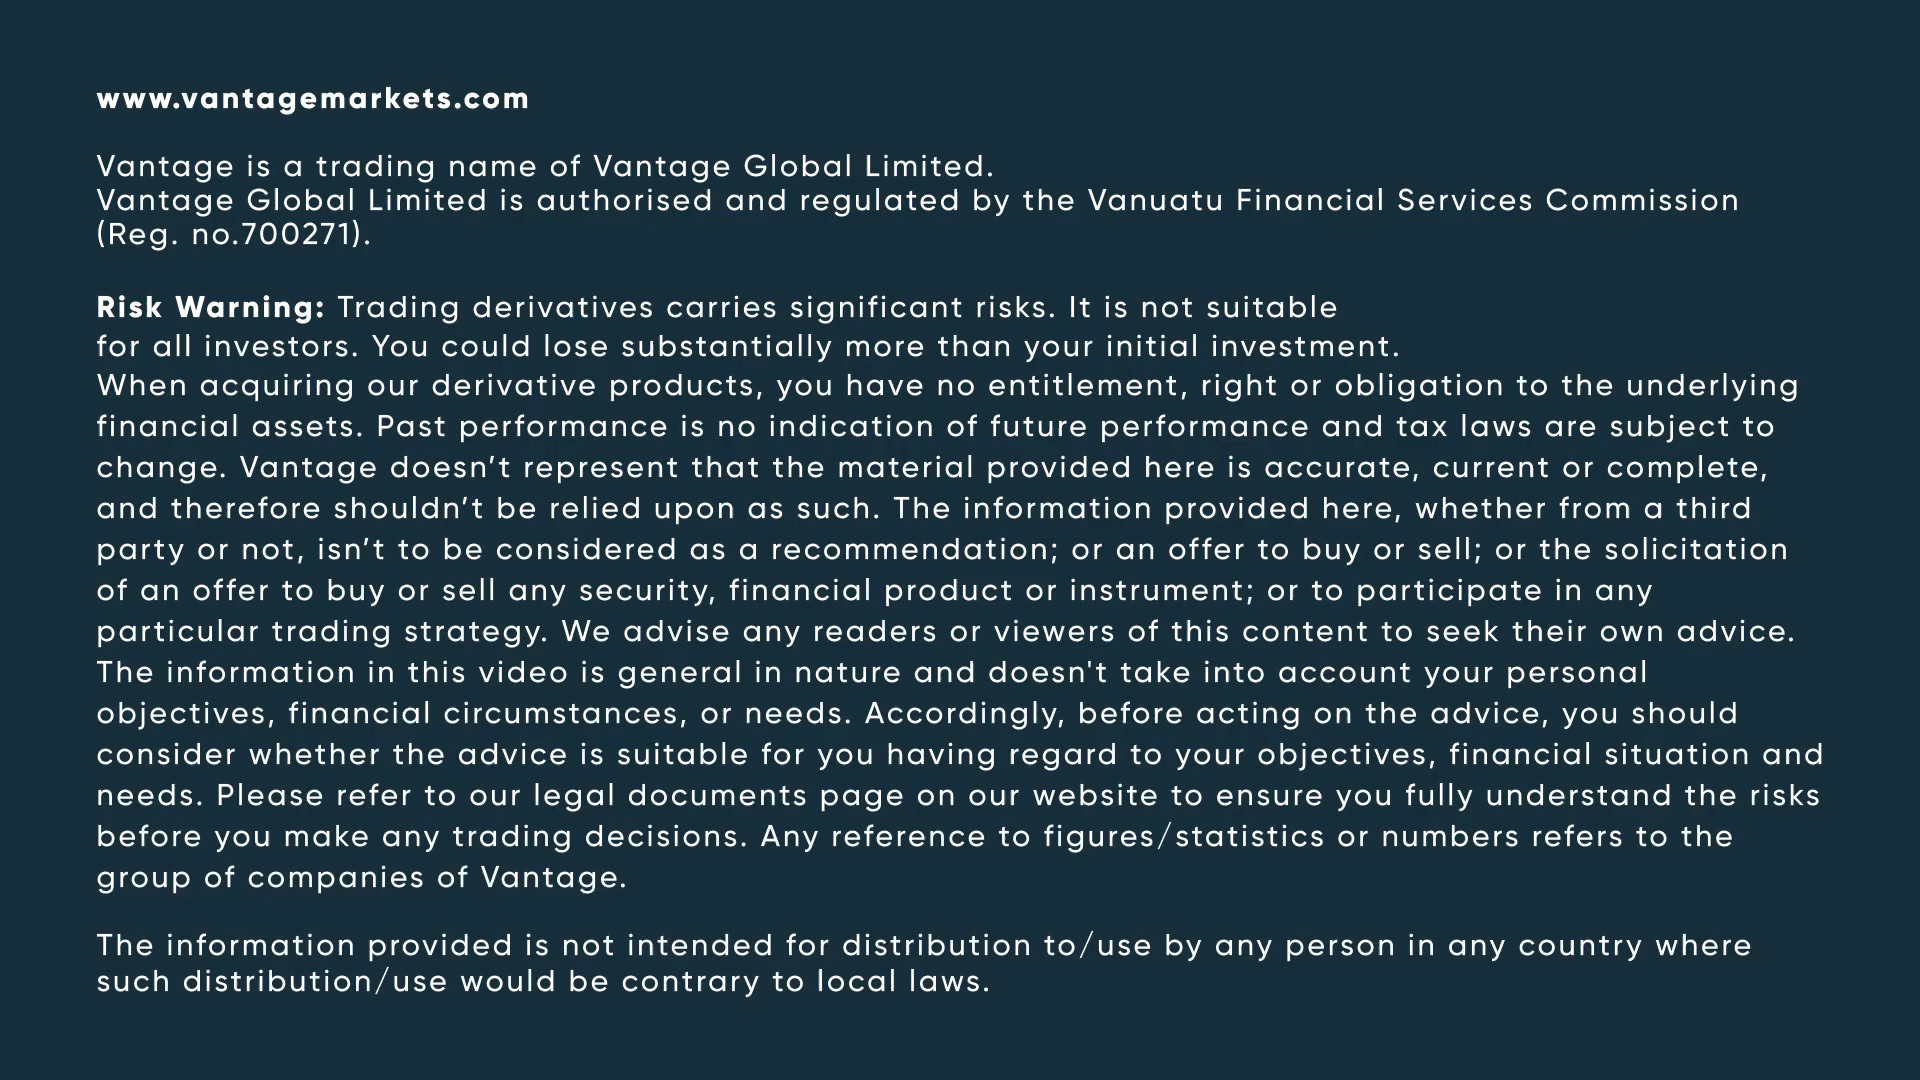 www.vantagemarkets.com
Vantage is a trading name of Vantage Global Limited.
Vantage Global Limited is authorised and regulated by the Vanuatu Financial Services Commission
(Reg. no.700271).
Risk Warning: Trading derivatives carries significant risks. It is not suitable
for all investors. You could lose substantially more than your initial investment.
When acquiring our derivative products, you have no entitlement, right or obligation to the underlying
financial assets. Past performance is no indication of future performance and tax laws are subject to
change. Vantage doesn’t represent that the material provided here is accurate, current or complete,
and therefore shouldn’t be relied upon as such. The information provided here, whether from a third
party or not, isn’t to be considered as a recommendation; or an offer to buy or sell; or the solicitation
of an offer to buy or sell any security, financial product or instrument; or to participate in any
particular trading strategy. We advise any readers or viewers of this content to seek their own advice.
The information in this video is general in nature and doesn't take into account your personal
objectives, financial circumstances, or needs. Accordingly, before acting on the advice, you should
consider whether the advice is suitable for you having regard to your objectives, financial situation and
needs. Please refer to our legal documents page on our website to ensure you fully understand the risks
before you make any trading decisions. Any reference to figures/statistics or numbers refers to the
group of companies of Vantage.
The information provided is not intended for distribution to/use by any person in any country where
such distribution/use would be contrary to local laws.